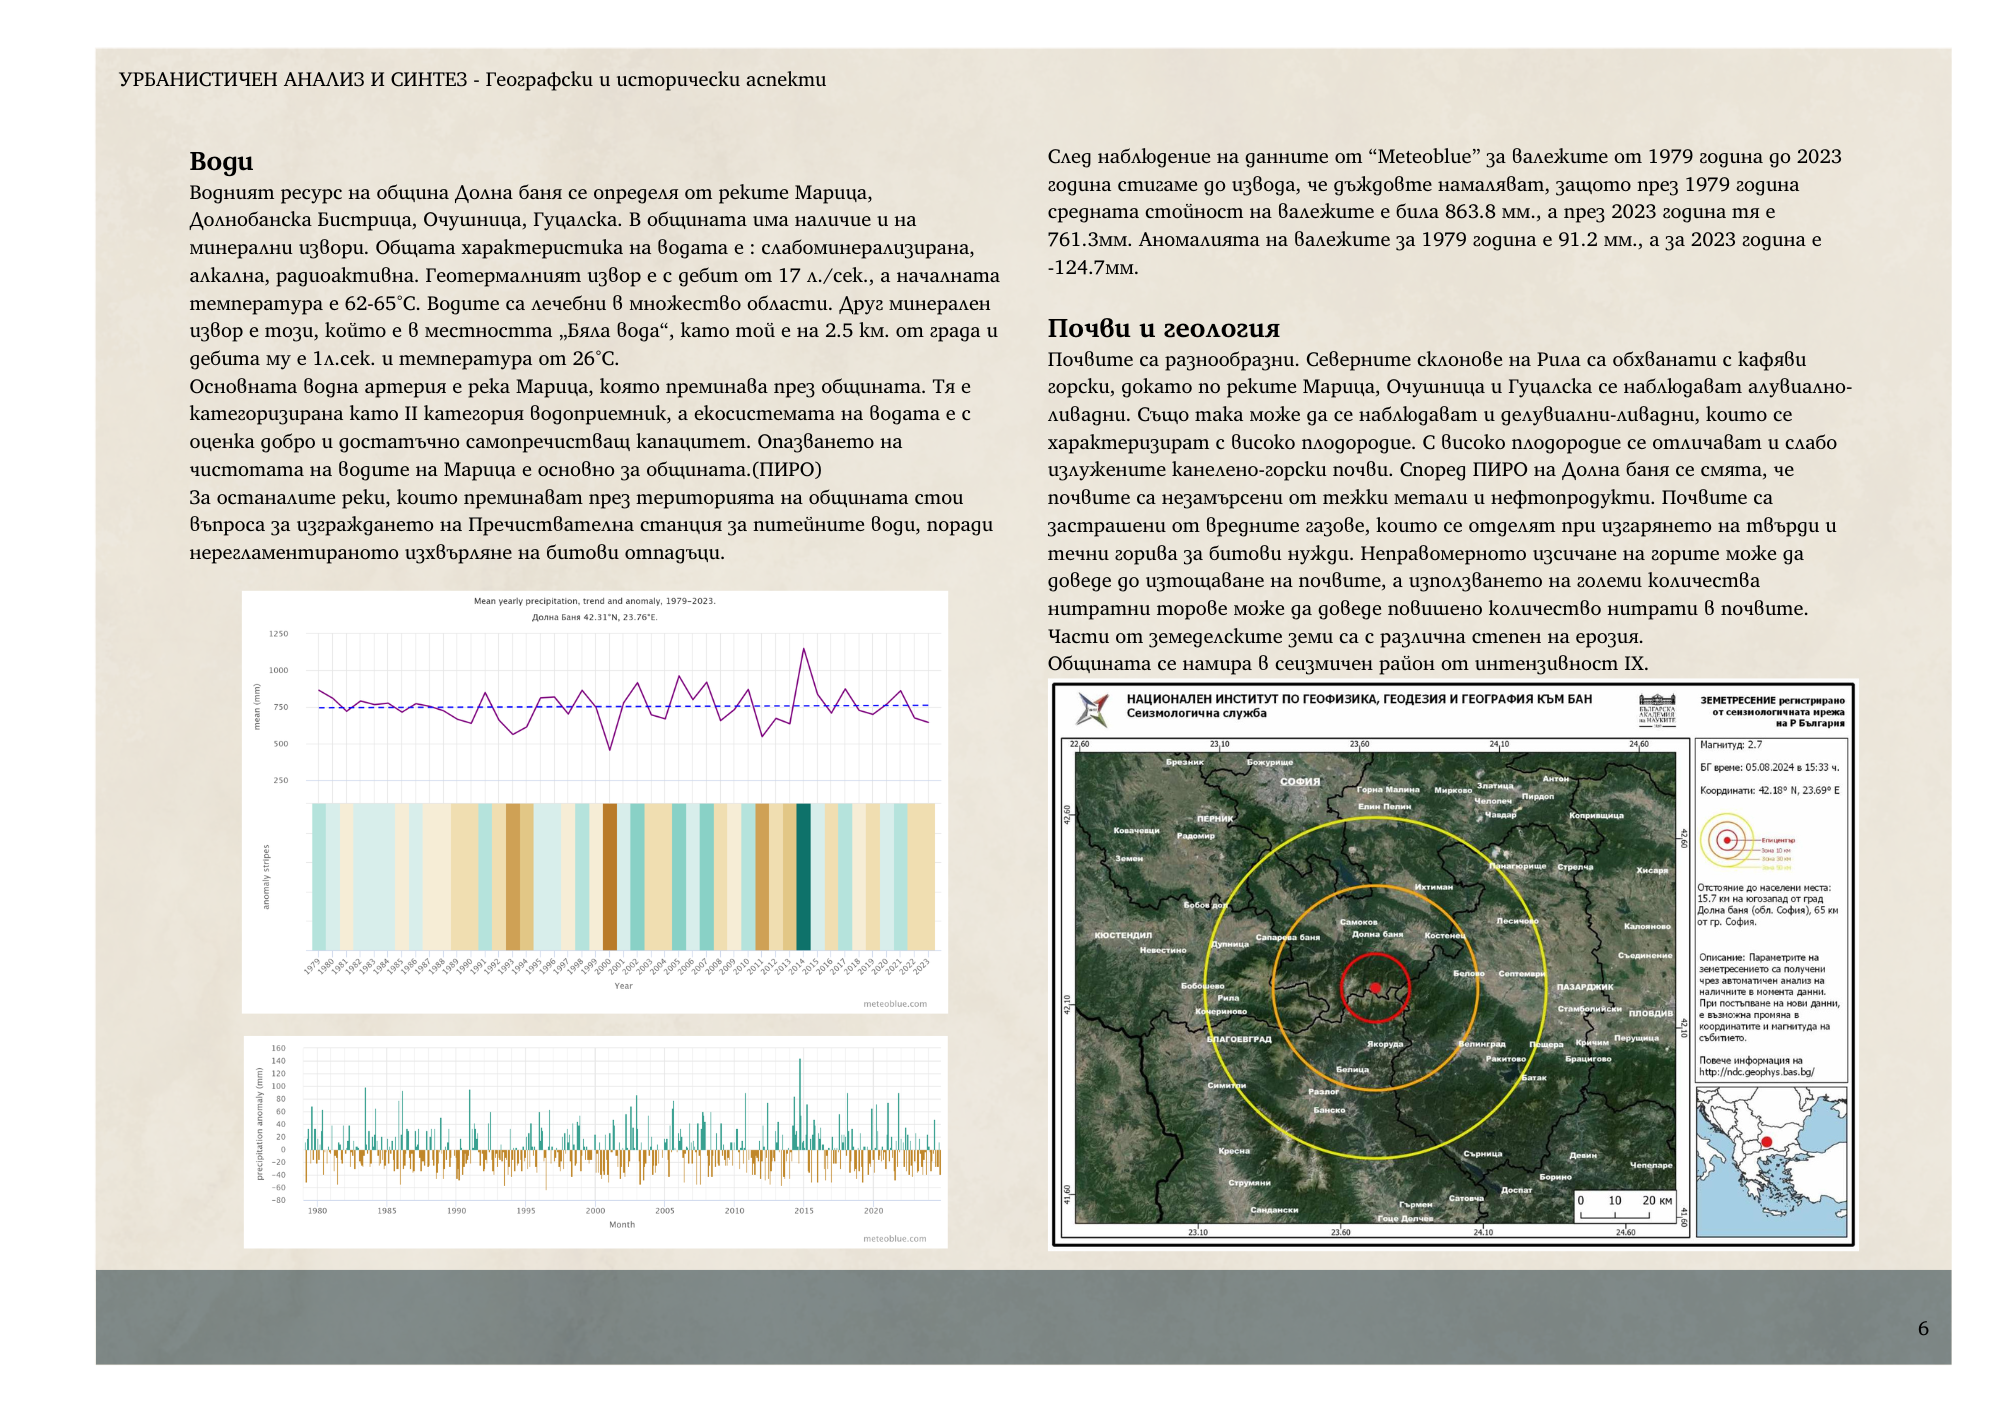 УРБАНИСТИЧЕН АНАЛИЗ И СИНТЕЗ - Географски и исторически аспекти
Води
Водният ресурс на община Долна баня се определя от реките Марица,
Долнобанска Бистрица, Очушница, Гуцалска. В общината има наличие и на
минерални извори. Общата характеристика на водата е : слабоминерализирана,
алкална, радиоактивна. Геотермалният извор е с дебит от 17 л./сек., а началната
температура е 62-65°C. Водите са лечебни в множество области. Друг минерален
извор е този, който е в местността „Бяла вода“, като той е на 2.5 км. от града и
дебита му е 1л.сек. и температура от 26°C.
Основната водна артерия е река Марица, която преминава през общината. Тя е
категоризирана като II категория водоприемник, а екосистемата на водата е с
оценка добро и достатъчно самопречистващ капацитет. Опазването на
чистотата на водите на Марица е основно за общината.(ПИРО)
За останалите реки, които преминават през територията на общината стои
въпроса за изграждането на Пречиствателна станция за питейните води, поради
нерегламентираното изхвърляне на битови отпадъци.
Mean yearly precipitation, trend and anomaly, 1979-2023.
Долна Баня 42.31°N, 23.76°E.
1250
1000
750
500
250
mean (mm)
anomaly stripes
1979 1980 1981 1982 1983 1984 1985 1986 1987 1988 1989 1990 1991 1992 1993 1994 1995 1996 1997 1998 1999 2000 2001 2002 2003 2004 2005 2006 2007 2008 2009 2010 2011 2012 2013 2014 2015 2016 2017 2018 2019 2020 2021 2022 2023
Year
meteoblue.com
160
140
120
100
80
60
40
20
0
−20
−40
−60
−80
precipitation anomaly (mm)
1980 1985 1990 1995 2000 2005 2010 2015 2020
Month
meteoblue.com
След наблюдение на данните от “Meteoblue” за валежите от 1979 година до 2023
година стигаме до извода, че дъждовте намаляват, защото през 1979 година
средната стойност на валежите е била 863.8 мм., а през 2023 година тя е
761.3мм. Аномалията на валежите за 1979 година е 91.2 мм., а за 2023 година е
-124.7мм.
Почви и геология
Почвите са разнообразни. Северните склонове на Рила са обхванати с кафяви
горски, докато по реките Марица, Очушница и Гуцалска се наблюдават алувиално-
ливадни. Също така може да се наблюдават и делувиални-ливадни, които се
характеризират с високо плодородие. С високо плодородие се отличават и слабо
излужените канелено-горски почви. Според ПИРО на Долна баня се смята, че
почвите са незамърсени от тежки метали и нефтопродукти. Почвите са
застрашени от вредните газове, които се отделят при изгарянето на твърди и
течни горива за битови нужди. Неправомерното изсичане на горите може да
доведе до изтощаване на почвите, а използването на големи количества
нитратни торове може да доведе повишено количество нитрати в почвите.
Части от земеделските земи са с различна степен на ерозия.
Общината се намира в сеизмичен район от интензивност IX.
НАЦИОНАЛЕН ИНСТИТУТ ПО ГЕОФИЗИКА, ГЕОДЕЗИЯ И ГЕОГРАФИЯ КЪМ БАН
Сеизмологична служба
БЪЛГАРСКА
АКАДЕМИЯ
на НАУКИТЕ
ЗЕМЕТРЕСЕНИЕ регистрирано
от сеизмологичната мрежа
на Р България
22,60 23,10 23,60 24,10 24,60
Брезник Божурище
СОФИЯ
Антон
Златица
Горна Малина Мирково
Челопеч Пирдоп
Елин Пелин
Чавдар Копривщица
42,60 42,60
ПЕРНИК
Ковачевци
Радомир
Земен
Панагюрище Стрелча
Хисаря
Ихтиман
Бобов дол
Самоков Лесичово
Калояново
КЮСТЕНДИЛ Сапарева баня Долна баня Костенец
Дупница
Невестино
Съединение
Белово Септември
Бобошево ПАЗАРДЖИК
Рила
42,10 42,10
Кочериново Стамболийски ПЛОВДИВ
БЛАГОЕВГРАД Якоруда Велинград Пещера Кричим Перущица
Ракитово Брацигово
Белица
Батак
Симитли
Разлог
Банско
Кресна
Сърница Девин
Чепеларе
Струмяни Борино
Доспат
Сатовча
Гърмен
Сандански
Гоце Делчев
41,60 41,60
0 10 20 км
23.10 23.60 24.10 24.60
Магнитуд: 2.7
БГ време: 05.08.2024 в 15:33 ч.
Координати: 42.18° N, 23.69° E
Епицентър
Зона 10 км
Зона 30 км
Зона 50 км
Отстояние до населени места:
15.7 км на югозапад от град
Долна баня (обл. София), 65 км
от гр. София.
Описание: Параметрите на
земетресението са получени
чрез автоматичен анализ на
наличните в момента данни.
При постъпване на нови данни,
е възможна промяна в
координатите и магнитуда на
събитието.
Повече информация на
http://ndc.geophys.bas.bg/
6